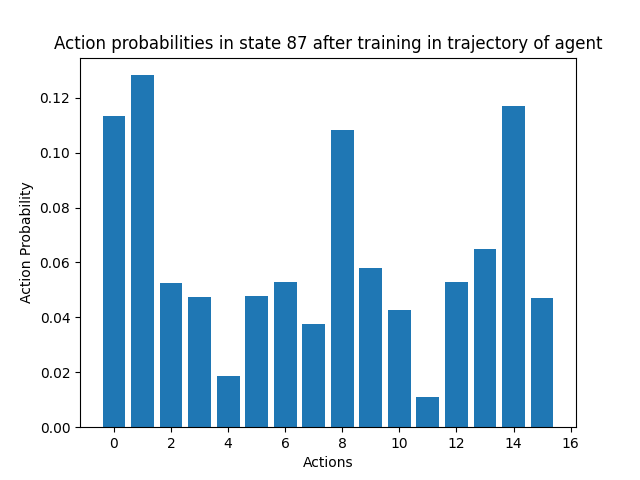 Action probabilities in state 87 after training in trajectory of agent
0.12
0.10
0.08
0.06
0.04
0.02
0.00
Action Probability
0 2 4 6 8 10 12 14 16
Actions